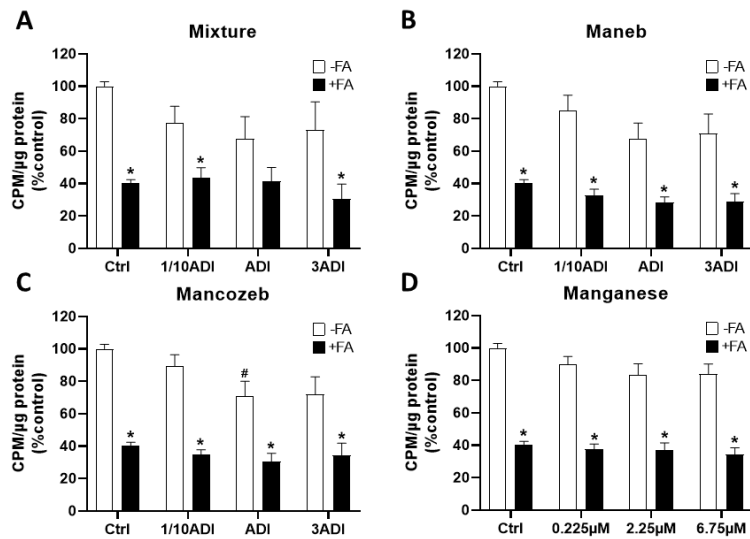 A
Mixture
120
100
80
60
40
20
0
CPM/µg protein
(%control)
-FA
+FA
*
*
*
Ctrl 1/10ADI ADI 3ADI
B
Maneb
120
100
80
60
40
20
0
CPM/µg protein
(%control)
-FA
+FA
*
*
*
*
Ctrl 1/10ADI ADI 3ADI
C
Mancozeb
120
100
80
60
40
20
0
CPM/µg protein
(%control)
-FA
+FA
#
*
*
*
*
Ctrl 1/10ADI ADI 3ADI
D
Manganese
120
100
80
60
40
20
0
CPM/µg protein
(%control)
-FA
+FA
*
*
*
*
Ctrl 0.225µM 2.25µM 6.75µM